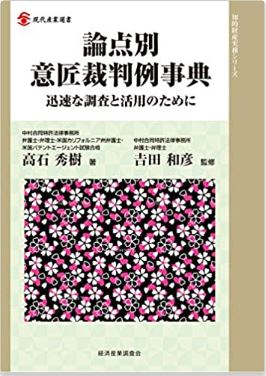 現代産業選書
知的財産実務シリーズ
論点別
意匠裁判例事典
迅速な調査と活用のために
中村合同特許法律事務所
弁護士・弁理士・米国カリフォルニア州弁護士・
米国パテントエージェント試験合格
高石 秀樹 著
中村合同特許法律事務所
弁護士・弁理士
吉田 和彦 監修
経済産業調査会